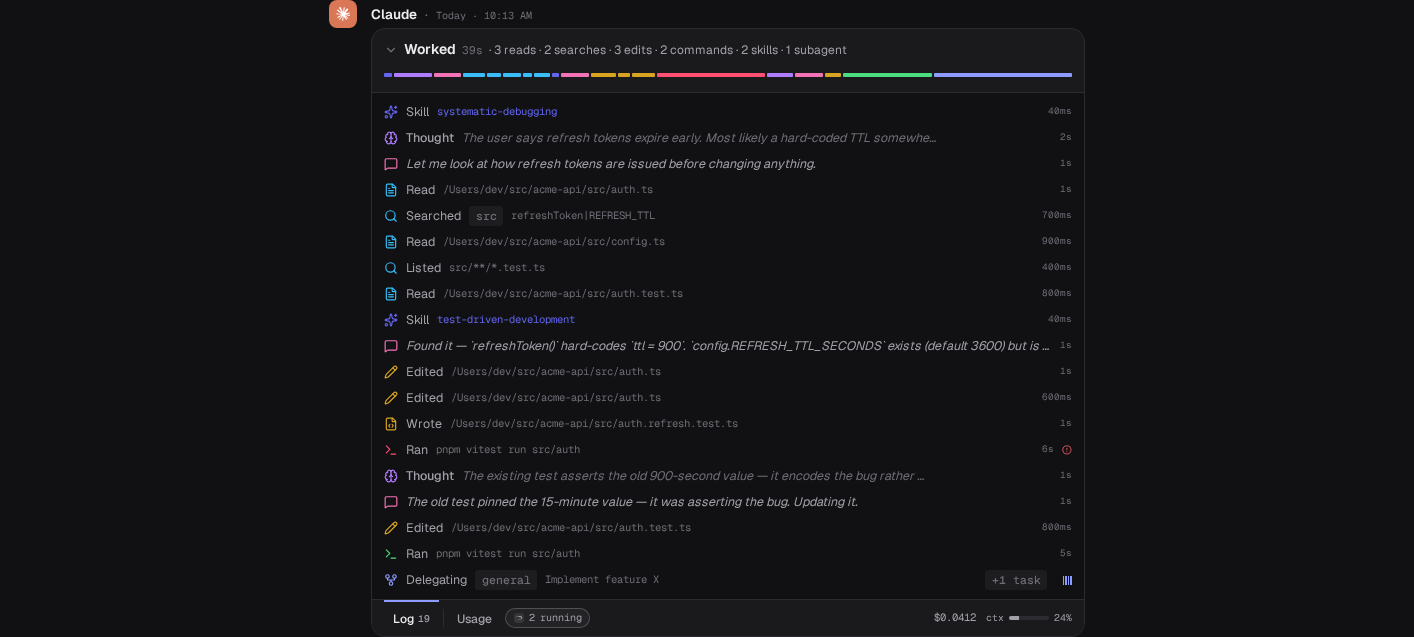 Claude · Today · 10:13 AM
Worked 39s · 3 reads · 2 searches · 3 edits · 2 commands · 2 skills · 1 subagent
Skill systematic-debugging 40ms
Thought The user says refresh tokens expire early. Most likely a hard-coded TTL somewhe… 2s
Let me look at how refresh tokens are issued before changing anything. 1s
Read /Users/dev/src/acme-api/src/auth.ts 1s
Searched src refreshToken|REFRESH_TTL 700ms
Read /Users/dev/src/acme-api/src/config.ts 900ms
Listed src/**/*.test.ts 400ms
Read /Users/dev/src/acme-api/src/auth.test.ts 800ms
Skill test-driven-development 40ms
Found it — `refreshToken()` hard-codes `ttl = 900`. `config.REFRESH_TTL_SECONDS` exists (default 3600) but is … 1s
Edited /Users/dev/src/acme-api/src/auth.ts 1s
Edited /Users/dev/src/acme-api/src/auth.ts 600ms
Wrote /Users/dev/src/acme-api/src/auth.refresh.test.ts 1s
Ran pnpm vitest run src/auth 6s
Thought The existing test asserts the old 900-second value — it encodes the bug rather … 1s
The old test pinned the 15-minute value — it was asserting the bug. Updating it. 1s
Edited /Users/dev/src/acme-api/src/auth.test.ts 800ms
Ran pnpm vitest run src/auth 5s
Delegating general Implement feature X +1 task
Log 19 Usage 2 running $0.0412 ctx 24%